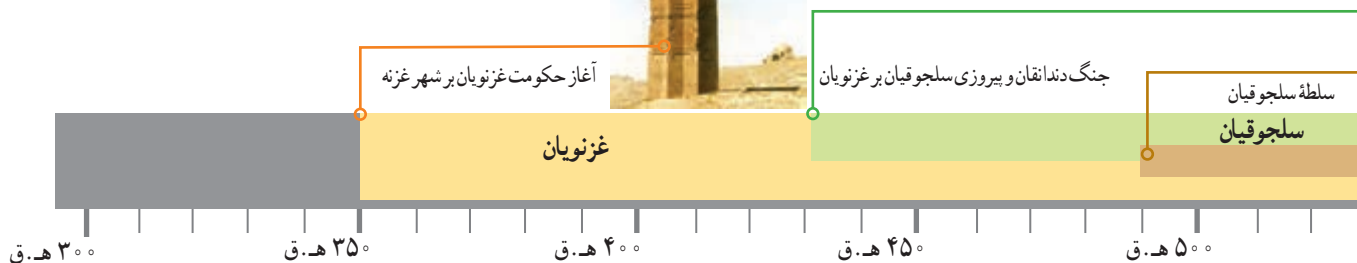 آغاز حکومت غزنویان بر شهر غزنه
جنگ دندانقان و پیروزی سلجوقیان بر غزنویان
سلطهٔ سلجوقیان
غزنویان
سلجوقیان
۳۰۰ هـ.ق
۳۵۰ هـ.ق
۴۰۰ هـ.ق
۴۵۰ هـ.ق
۵۰۰ هـ.ق